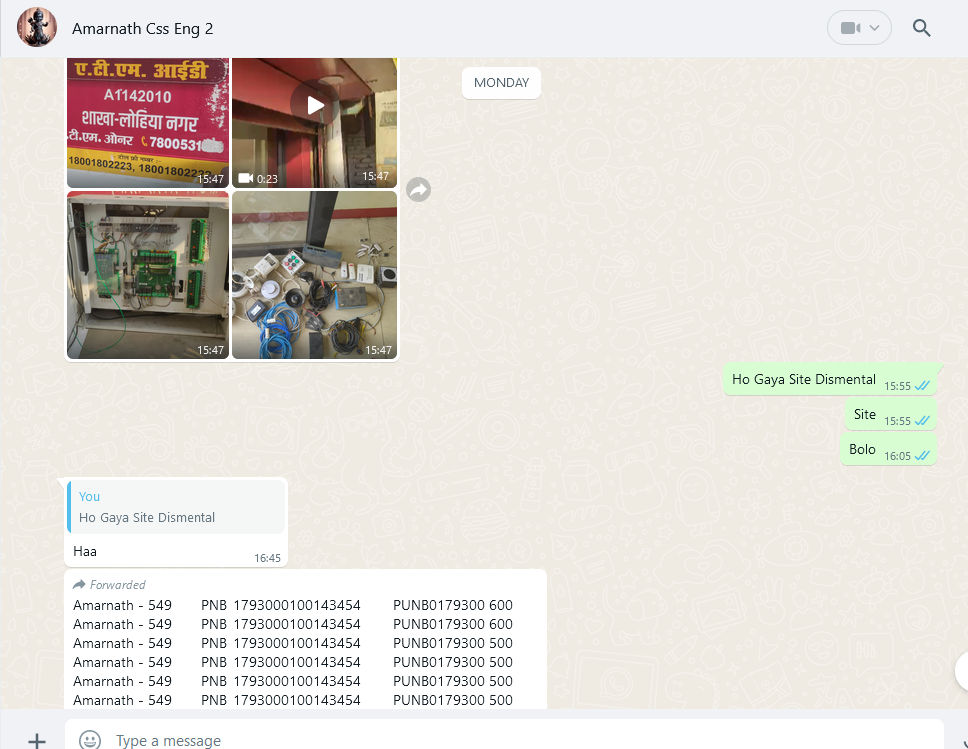 Amarnath Css Eng 2
MONDAY
ए.टी.एम. आईडी
A1142010
शाखा-लोहिया नगर
टी.एम. ओनर 7800531
टोल फ्री नम्बर :-
18001802223, 18001802222
15:47
0:23
15:47
15:47
15:47
Ho Gaya Site Dismental 15:55
Site 15:55
Bolo 16:05
You
Ho Gaya Site Dismental
Haa 16:45
Forwarded
Amarnath - 549 PNB 1793000100143454 PUNB0179300 600
Amarnath - 549 PNB 1793000100143454 PUNB0179300 600
Amarnath - 549 PNB 1793000100143454 PUNB0179300 500
Amarnath - 549 PNB 1793000100143454 PUNB0179300 500
Amarnath - 549 PNB 1793000100143454 PUNB0179300 500
Amarnath - 549 PNB 1793000100143454 PUNB0179300 500
Type a message